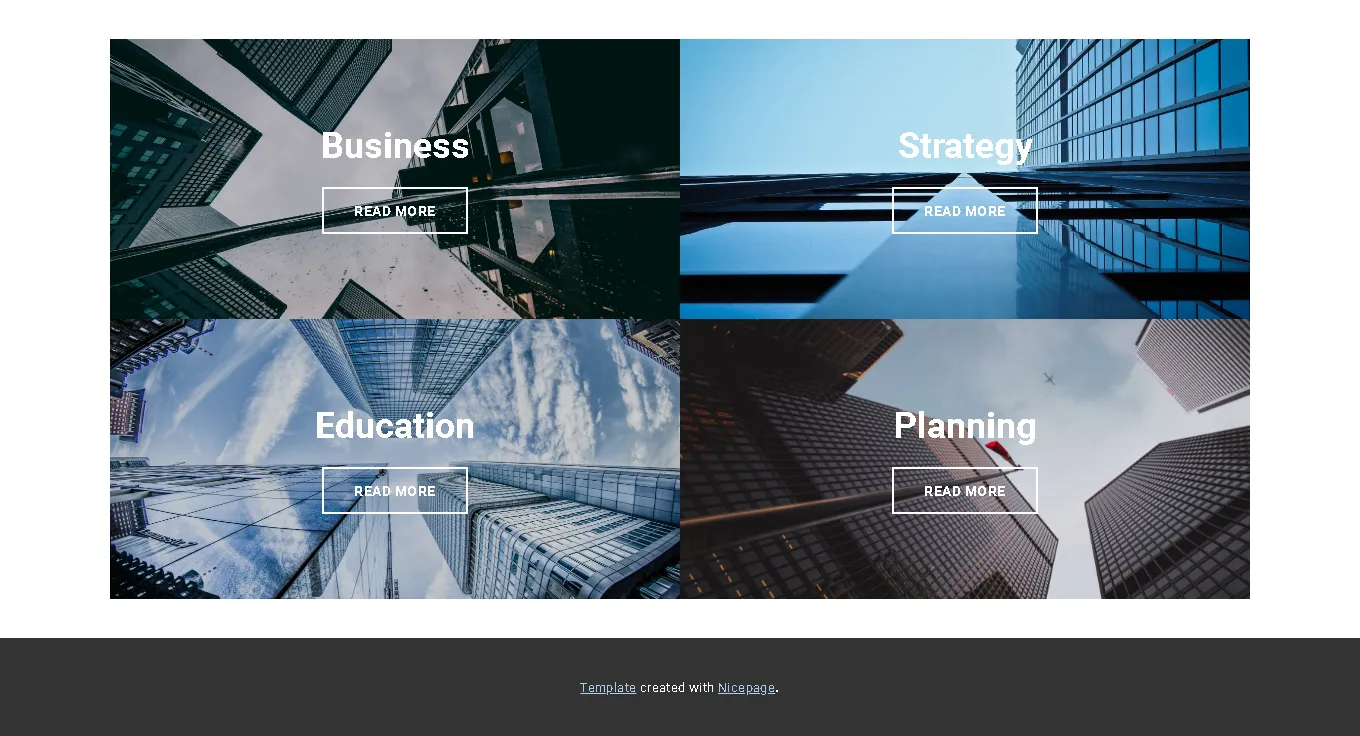 Business
READ MORE
Strategy
READ MORE
Education
READ MORE
Planning
READ MORE
Template created with Nicepage.